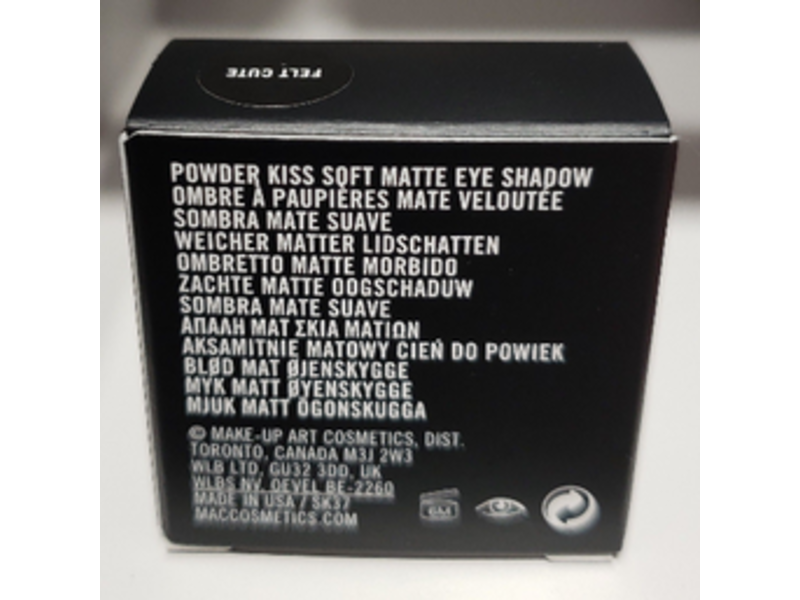 FELT CUTE
POWDER KISS SOFT MATTE EYE SHADOW
OMBRE À PAUPIÈRES MATE VELOUTÉE
SOMBRA MATE SUAVE
WEICHER MATTER LIDSCHATTEN
OMBRETTO MATTE MORBIDO
ZACHTE MATTE OOGSCHADUW
SOMBRA MATE SUAVE
ΑΠΑΛΗ ΜΑΤ ΣΚΙΑ ΜΑΤΙΩΝ
AKSAMITNIE MATOWY CIEŃ DO POWIEK
BLØD MAT ØJENSKYGGE
MYK MATT ØYENSKYGGE
MJUK MATT ÖGONSKUGGA
© MAKE-UP ART COSMETICS, DIST.
TORONTO, CANADA M3J 2W3
WLB LTD, GU32 3DD, UK
WLBS NV, OEVEL BE-2260
MADE IN USA / SK37
MACCOSMETICS.COM